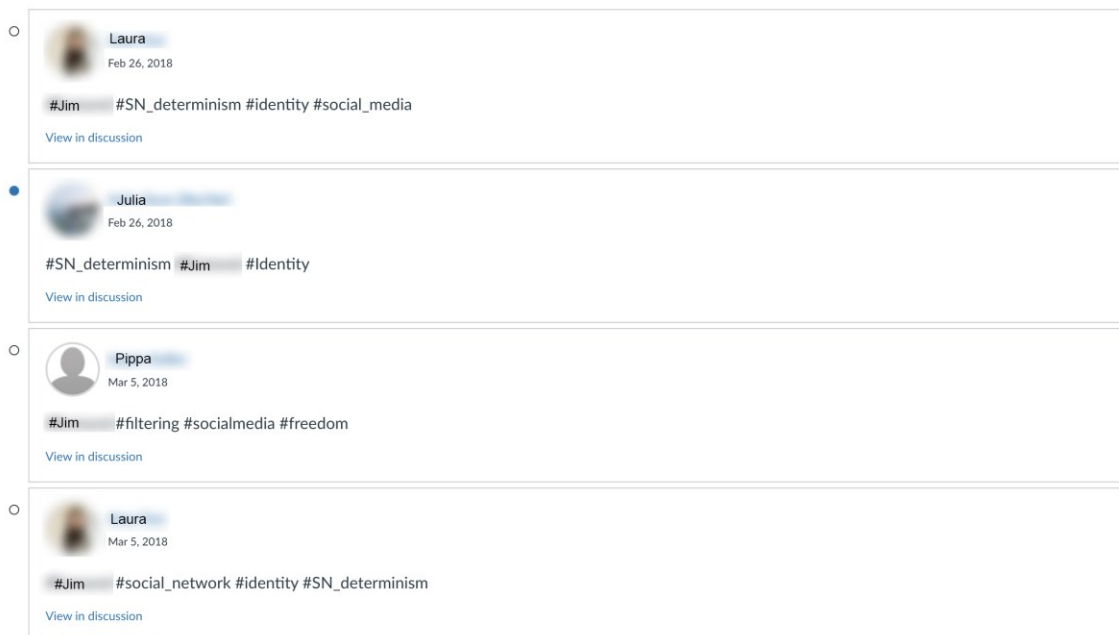 Laura
Feb 26, 2018
#Jim #SN_determinism #identity #social_media
View in discussion
Julia
Feb 26, 2018
#SN_determinism #Jim #Identity
View in discussion
Pippa
Mar 5, 2018
#Jim #filtering #socialmedia #freedom
View in discussion
Laura
Mar 5, 2018
#Jim #social_network #identity #SN_determinism
View in discussion